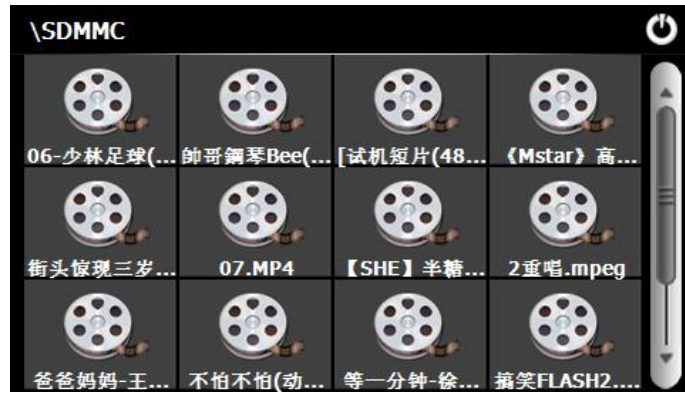 \SDMMC
06-少林足球(...
帥哥鋼琴Bee(...
[试机短片(48...
《Mstar》高...
街头惊现三岁...
07.MP4
【SHE】半糖...
2重唱.mpeg
爸爸妈妈-王...
不怕不怕(动...
等一分钟-徐...
搞笑FLASH2....